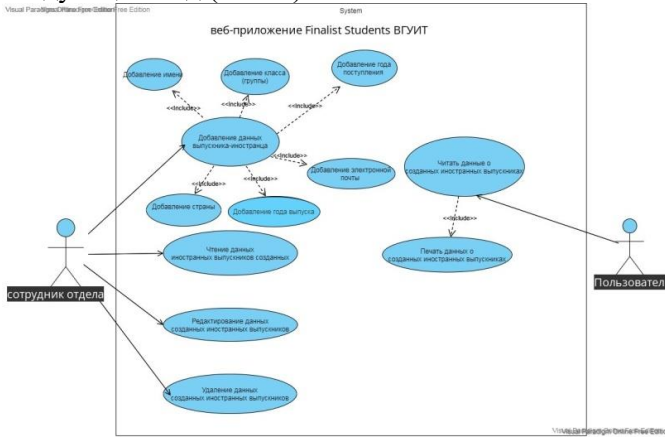 System
веб-приложение Finalist Students ВГУИТ
Добавление имени
Добавление класса
(группы)
Добавление года
поступления
<<Include>>
<<Include>>
<<Include>>
Добавление данных
выпускника-иностранца
<<Include>>
Добавление электронной
почты
<<Include>>
<<Include>>
Добавление страны
Добавление года выпуска
Читать данные о
созданных иностранных выпускниках
<<Include>>
Печать данных о
созданных иностранных выпускниках
Чтение данных
иностранных выпускников созданных
Редактирование данных
созданных иностранных выпускников
Удаление данных
созданных иностранных выпускников
сотрудник отдела
Пользовател